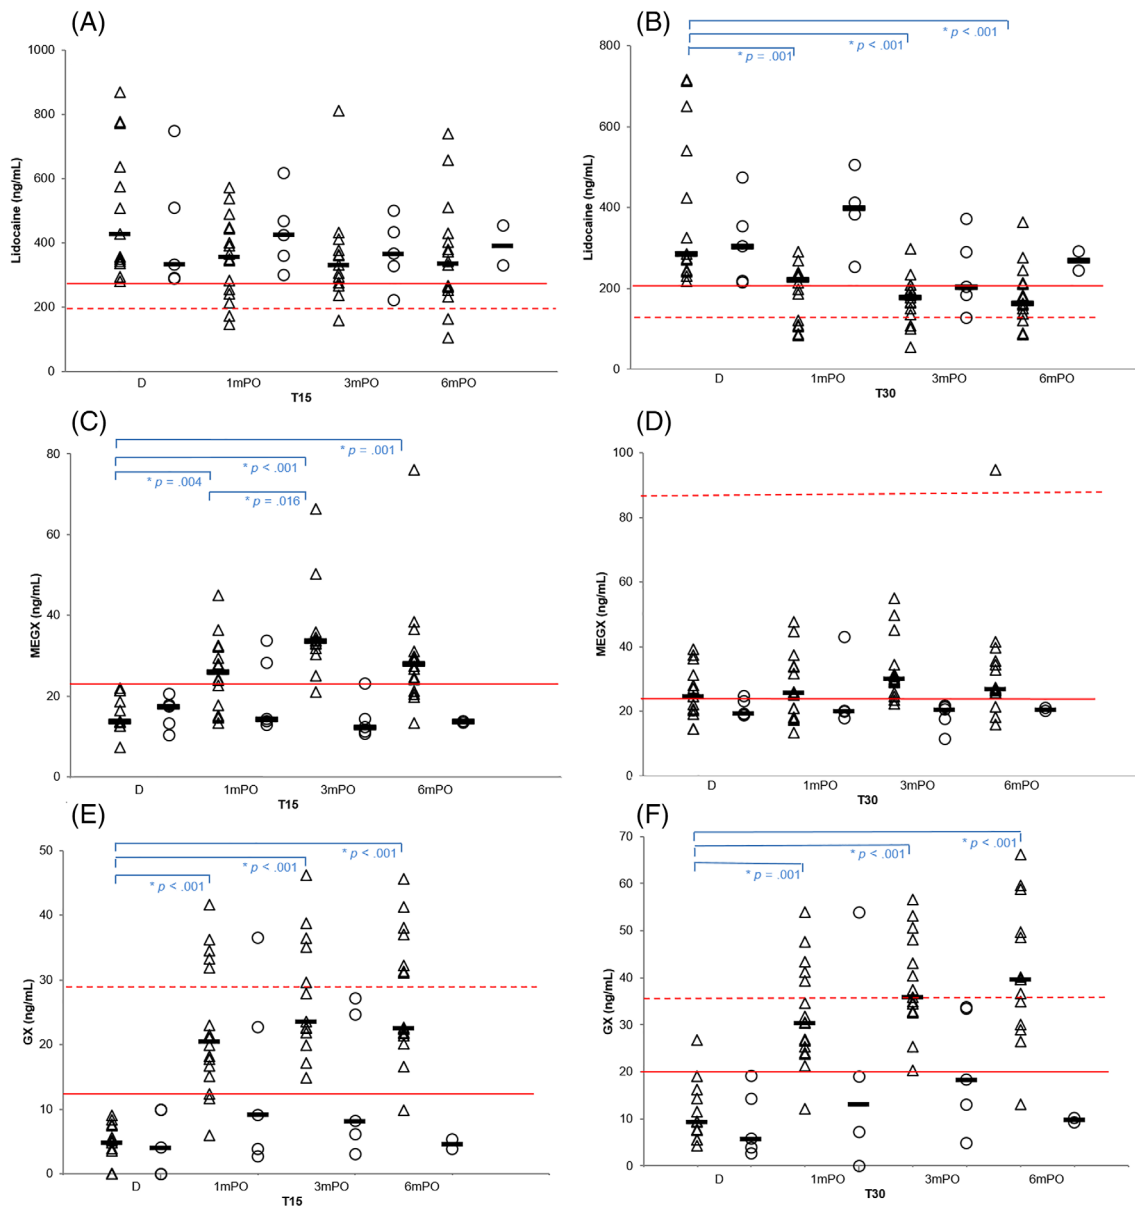 (A)
1000
800
600
400
200
0
Lidocaine (ng/mL)
D 1mPO 3mPO 6mPO
T15
(B)
800
600
400
200
0
Lidocaine (ng/mL)
* p < .001
* p < .001
* p = .001
D 1mPO 3mPO 6mPO
T30
(C)
80
60
40
20
0
MEGX (ng/mL)
* p = .001
* p < .001
* p = .004
* p = .016
D 1mPO 3mPO 6mPO
T15
(D)
100
80
60
40
20
0
MEGX (ng/mL)
D 1mPO 3mPO 6mPO
T30
(E)
50
40
30
20
10
0
GX (ng/mL)
* p < .001
* p < .001
* p < .001
D 1mPO 3mPO 6mPO
T15
(F)
70
60
50
40
30
20
10
0
GX (ng/mL)
* p < .001
* p < .001
* p = .001
D 1mPO 3mPO 6mPO
T30